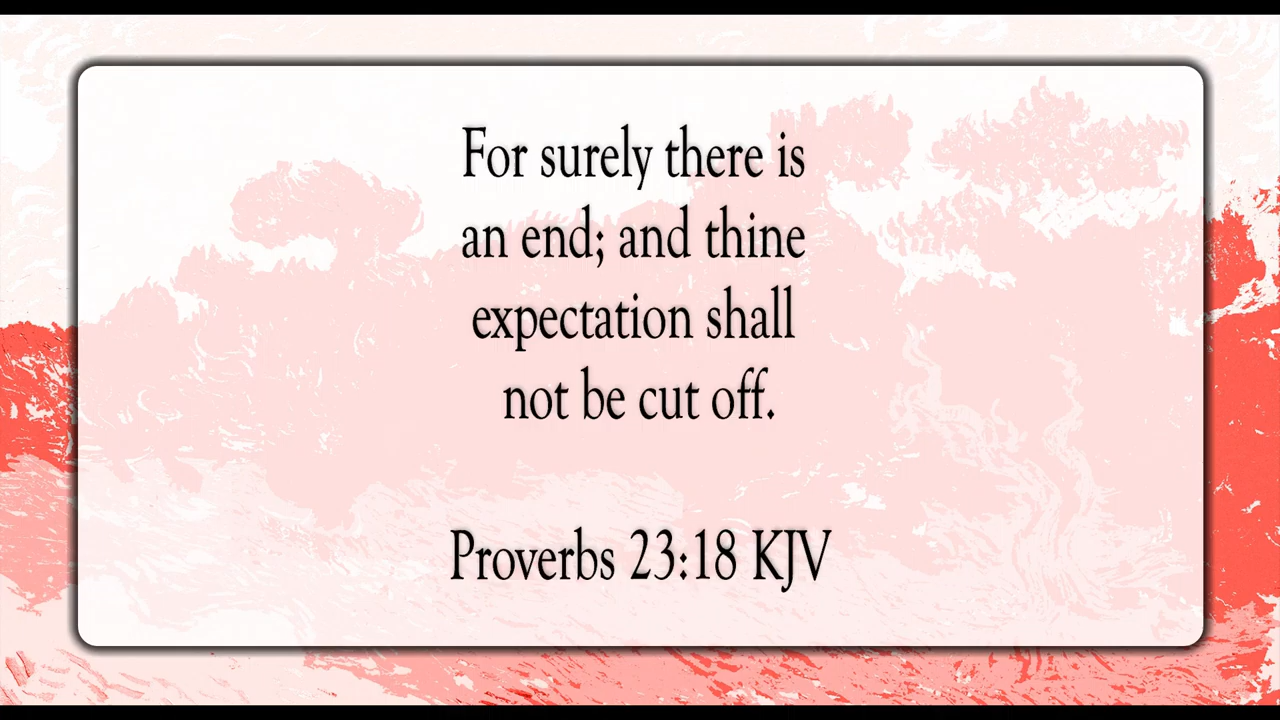 For surely there is
an end; and thine
expectation shall
not be cut off.
Proverbs 23:18 KJV